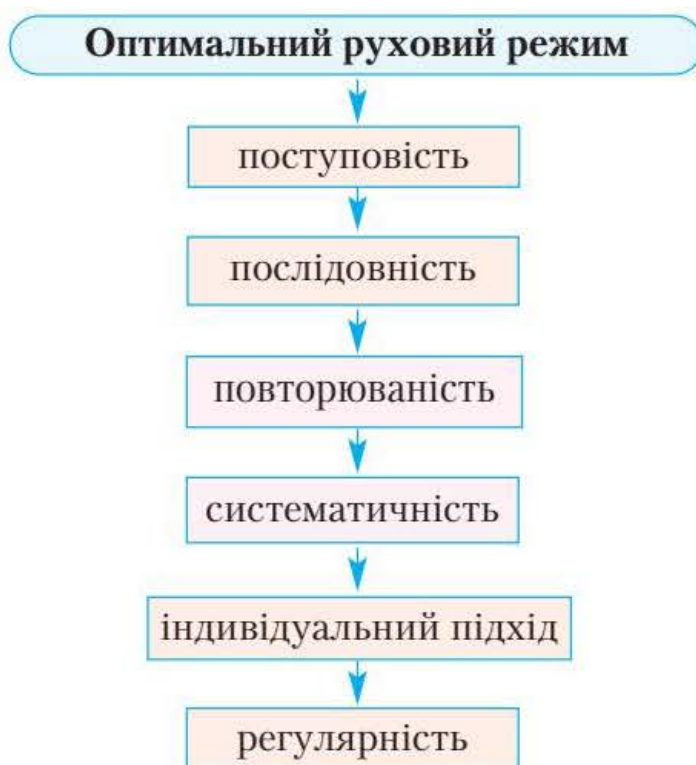 Оптимальний руховий режим
поступовість
послідовність
повторюваність
систематичність
індивідуальний підхід
регулярність